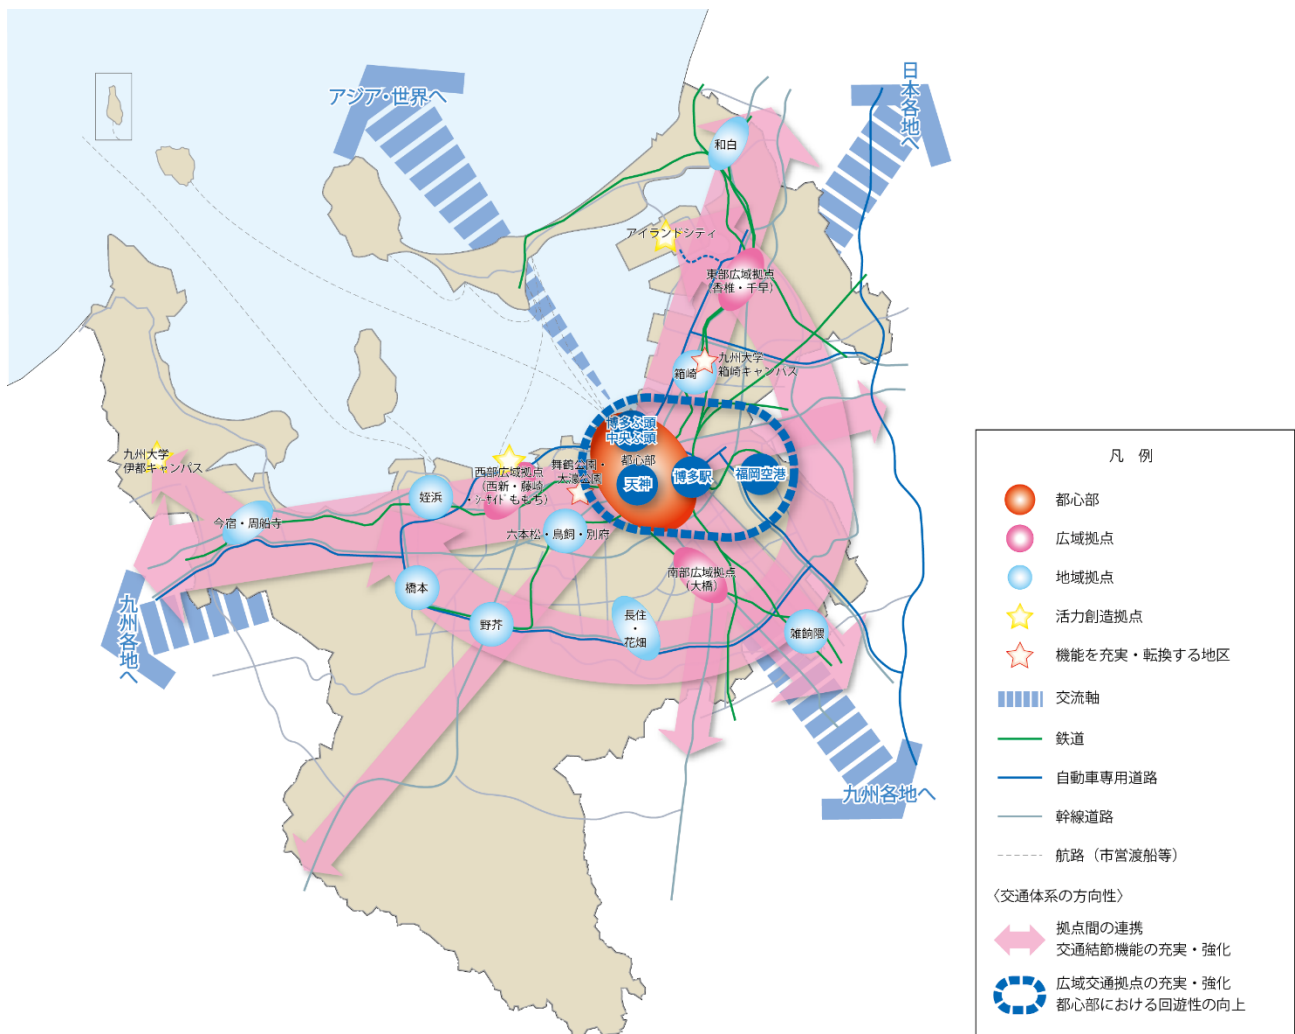 アジア・世界へ
日本各地へ
和白
アイランドシティ
東部広域拠点
（香椎・千早）
箱崎
九州大学
箱崎キャンパス
博多ふ頭
中央ふ頭
都心部
天神
博多駅
福岡空港
舞鶴公園・
大濠公園
西部広域拠点
（西新・藤崎
・シーサイドももち）
九州大学
伊都キャンパス
姪浜
今宿・周船寺
六本松・鳥飼・別府
南部広域拠点
（大橋）
橋本
野芥
長住
・
花畑
雑餉隈
九州各地へ
九州各地へ
凡　例
都心部
広域拠点
地域拠点
活力創造拠点
機能を充実・転換する地区
交流軸
鉄道
自動車専用道路
幹線道路
航路（市営渡船等）
〈交通体系の方向性〉
拠点間の連携
交通結節機能の充実・強化
広域交通拠点の充実・強化
都心部における回遊性の向上